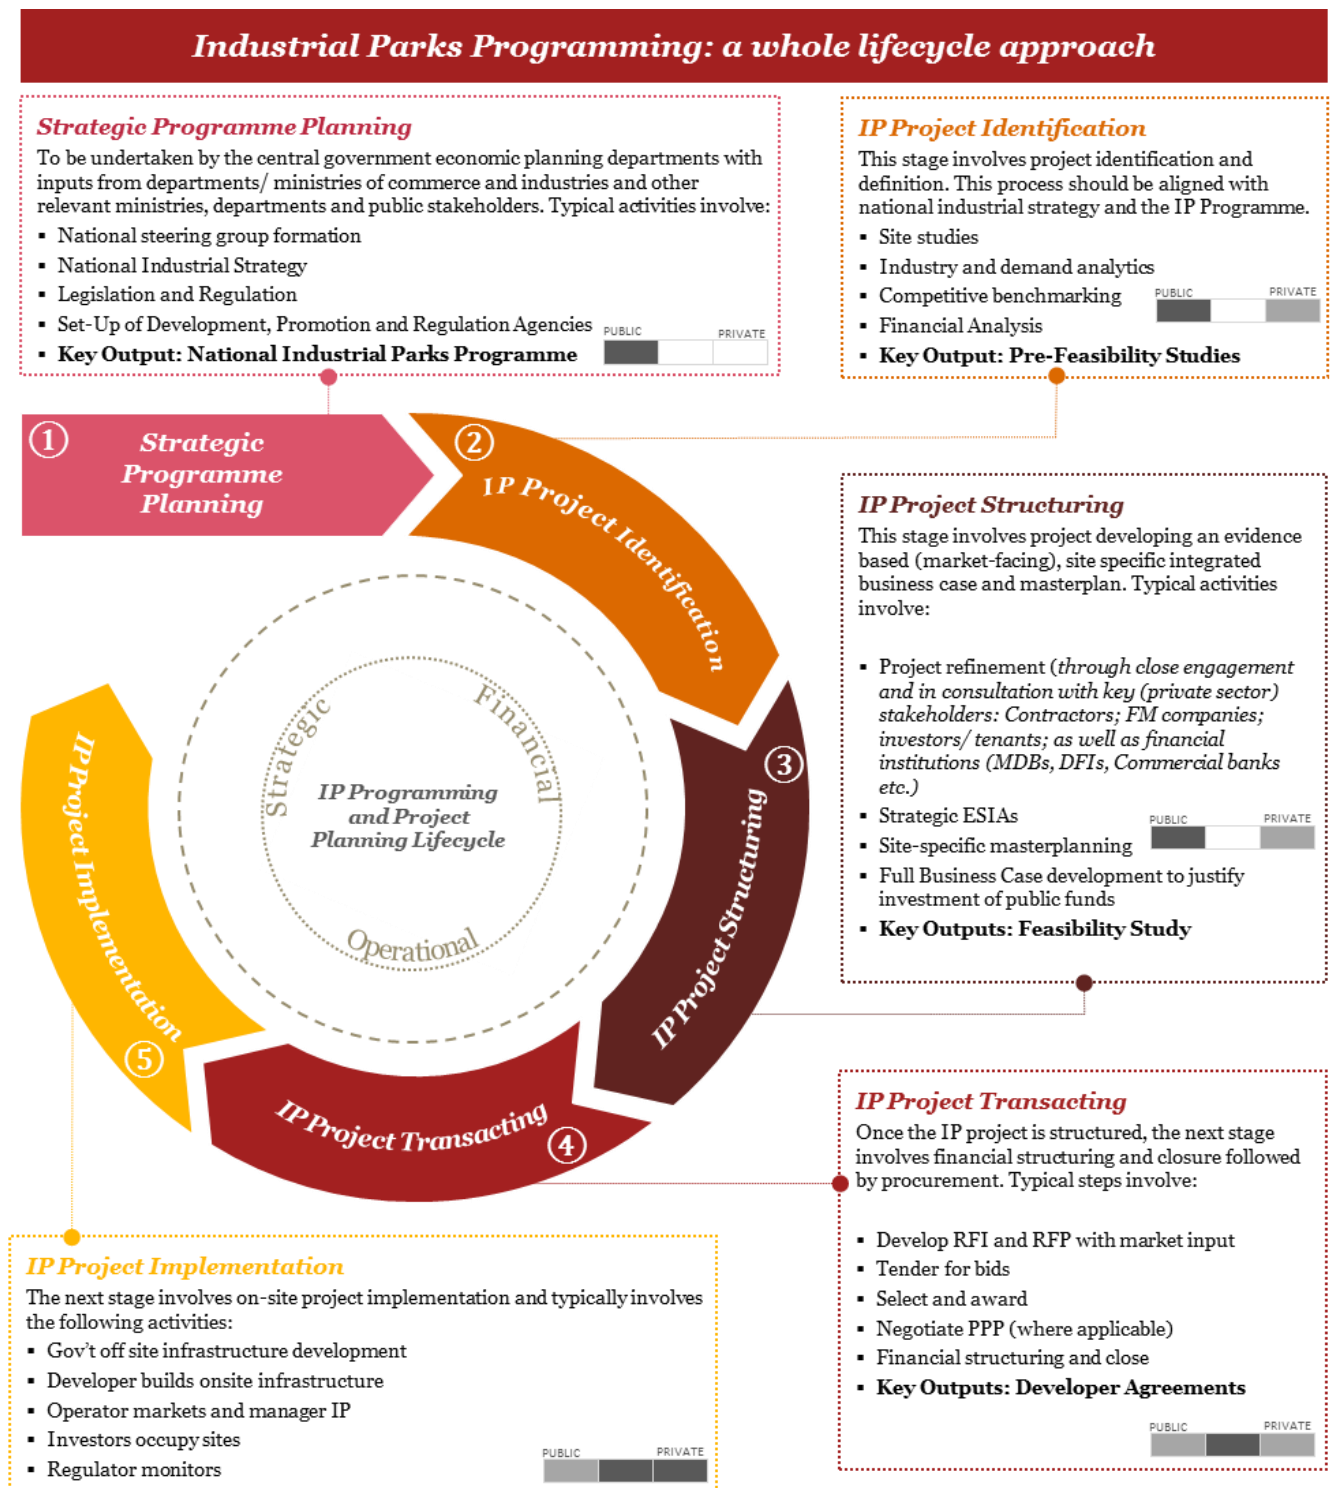 Industrial Parks Programming: a whole lifecycle approach
Strategic Programme Planning
To be undertaken by the central government economic planning departments with
inputs from departments/ ministries of commerce and industries and other
relevant ministries, departments and public stakeholders. Typical activities involve:
▪ National steering group formation
▪ National Industrial Strategy
▪ Legislation and Regulation
▪ Set-Up of Development, Promotion and Regulation Agencies
▪ Key Output: National Industrial Parks Programme
PUBLIC PRIVATE
IP Project Identification
This stage involves project identification and
definition. This process should be aligned with
national industrial strategy and the IP Programme.
▪ Site studies
▪ Industry and demand analytics
▪ Competitive benchmarking
▪ Financial Analysis
▪ Key Output: Pre-Feasibility Studies
PUBLIC PRIVATE
1
Strategic
Programme
Planning
2
IP Project Identification
3
IP Project Structuring
4
IP Project Transacting
5
IP Project Implementation
Strategic
Financial
Operational
IP Programming
and Project
Planning Lifecycle
IP Project Structuring
This stage involves project developing an evidence
based (market-facing), site specific integrated
business case and masterplan. Typical activities
involve:
▪ Project refinement (through close engagement
and in consultation with key (private sector)
stakeholders: Contractors; FM companies;
investors/ tenants; as well as financial
institutions (MDBs, DFIs, Commercial banks
etc.)
▪ Strategic ESIAs
▪ Site-specific masterplanning
▪ Full Business Case development to justify
investment of public funds
▪ Key Outputs: Feasibility Study
PUBLIC PRIVATE
IP Project Transacting
Once the IP project is structured, the next stage
involves financial structuring and closure followed
by procurement. Typical steps involve:
▪ Develop RFI and RFP with market input
▪ Tender for bids
▪ Select and award
▪ Negotiate PPP (where applicable)
▪ Financial structuring and close
▪ Key Outputs: Developer Agreements
PUBLIC PRIVATE
IP Project Implementation
The next stage involves on-site project implementation and typically involves
the following activities:
▪ Gov't off site infrastructure development
▪ Developer builds onsite infrastructure
▪ Operator markets and manager IP
▪ Investors occupy sites
▪ Regulator monitors
PUBLIC PRIVATE